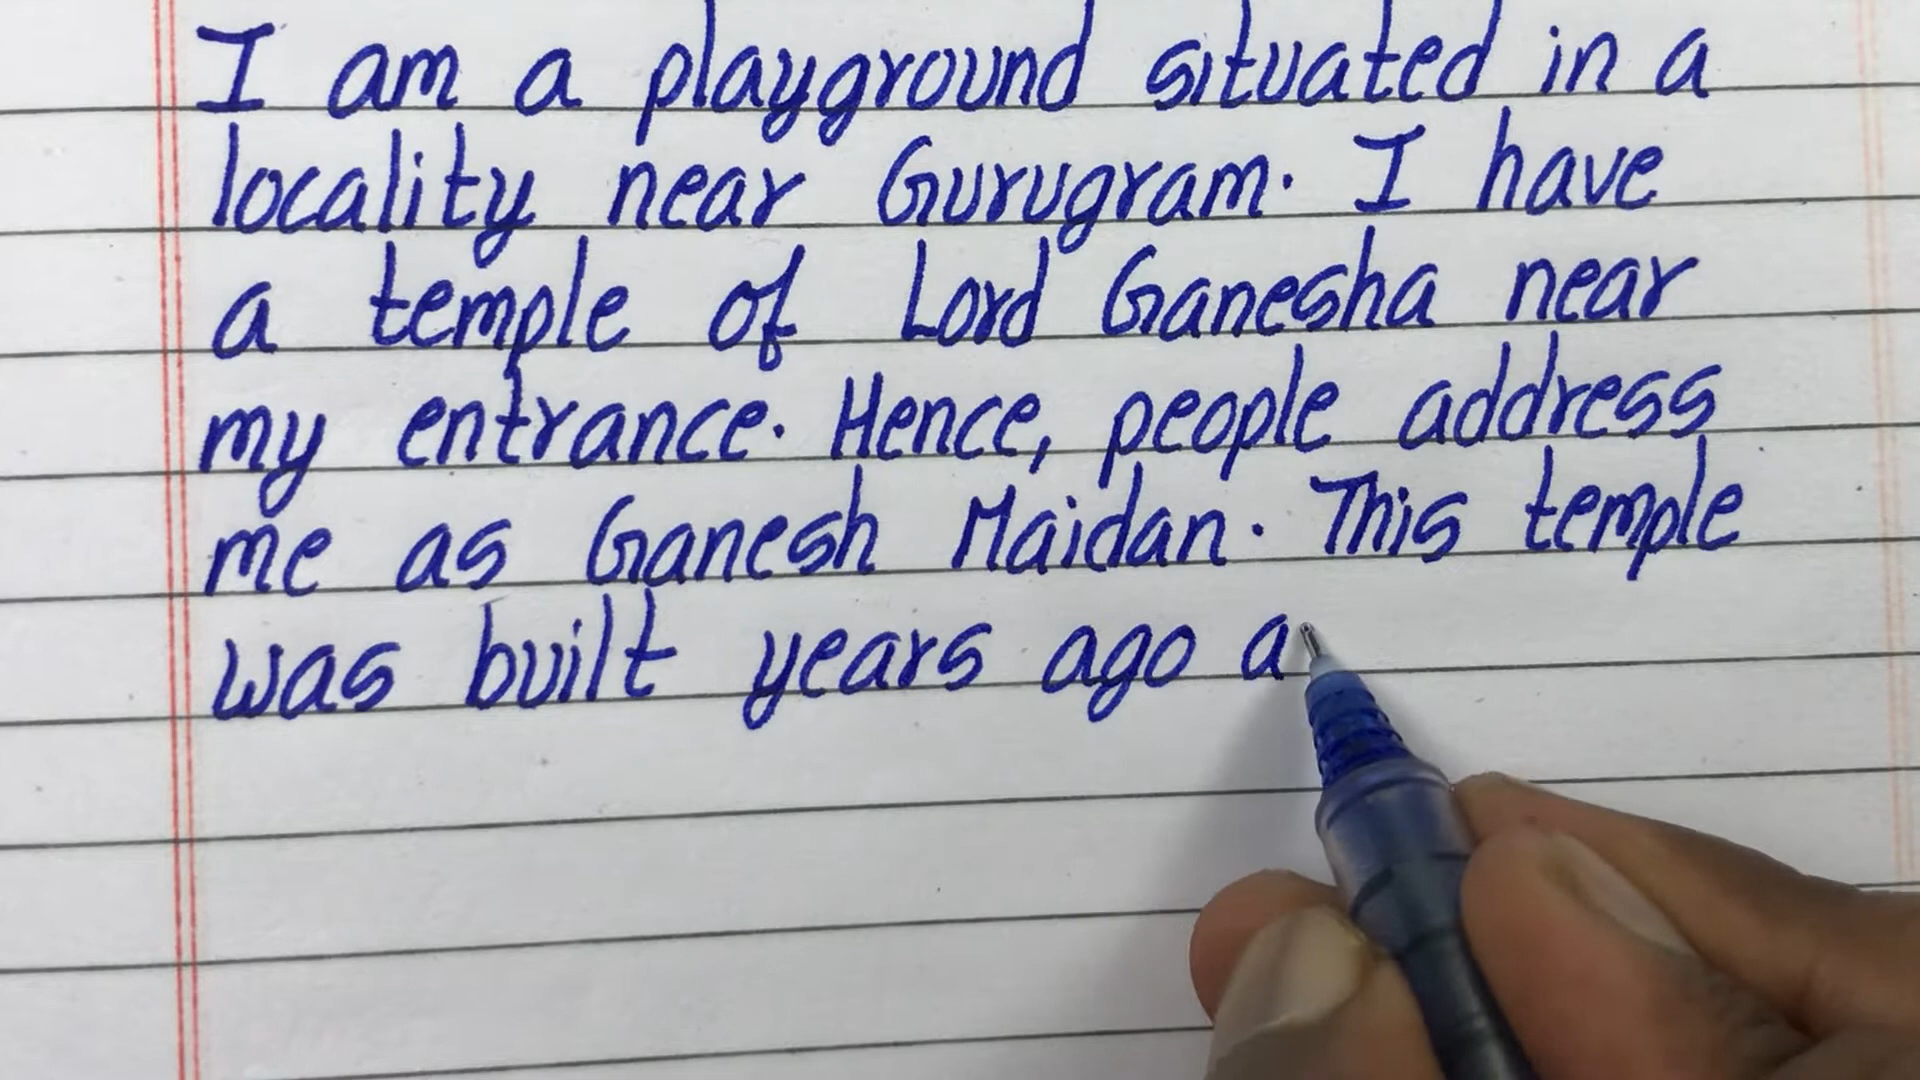 I am a playground situated in a
locality near Gurugram. I have
a temple of Lord Ganesha near
my entrance. Hence, people address
me as Ganesh Maidan. This temple
was built years ago a